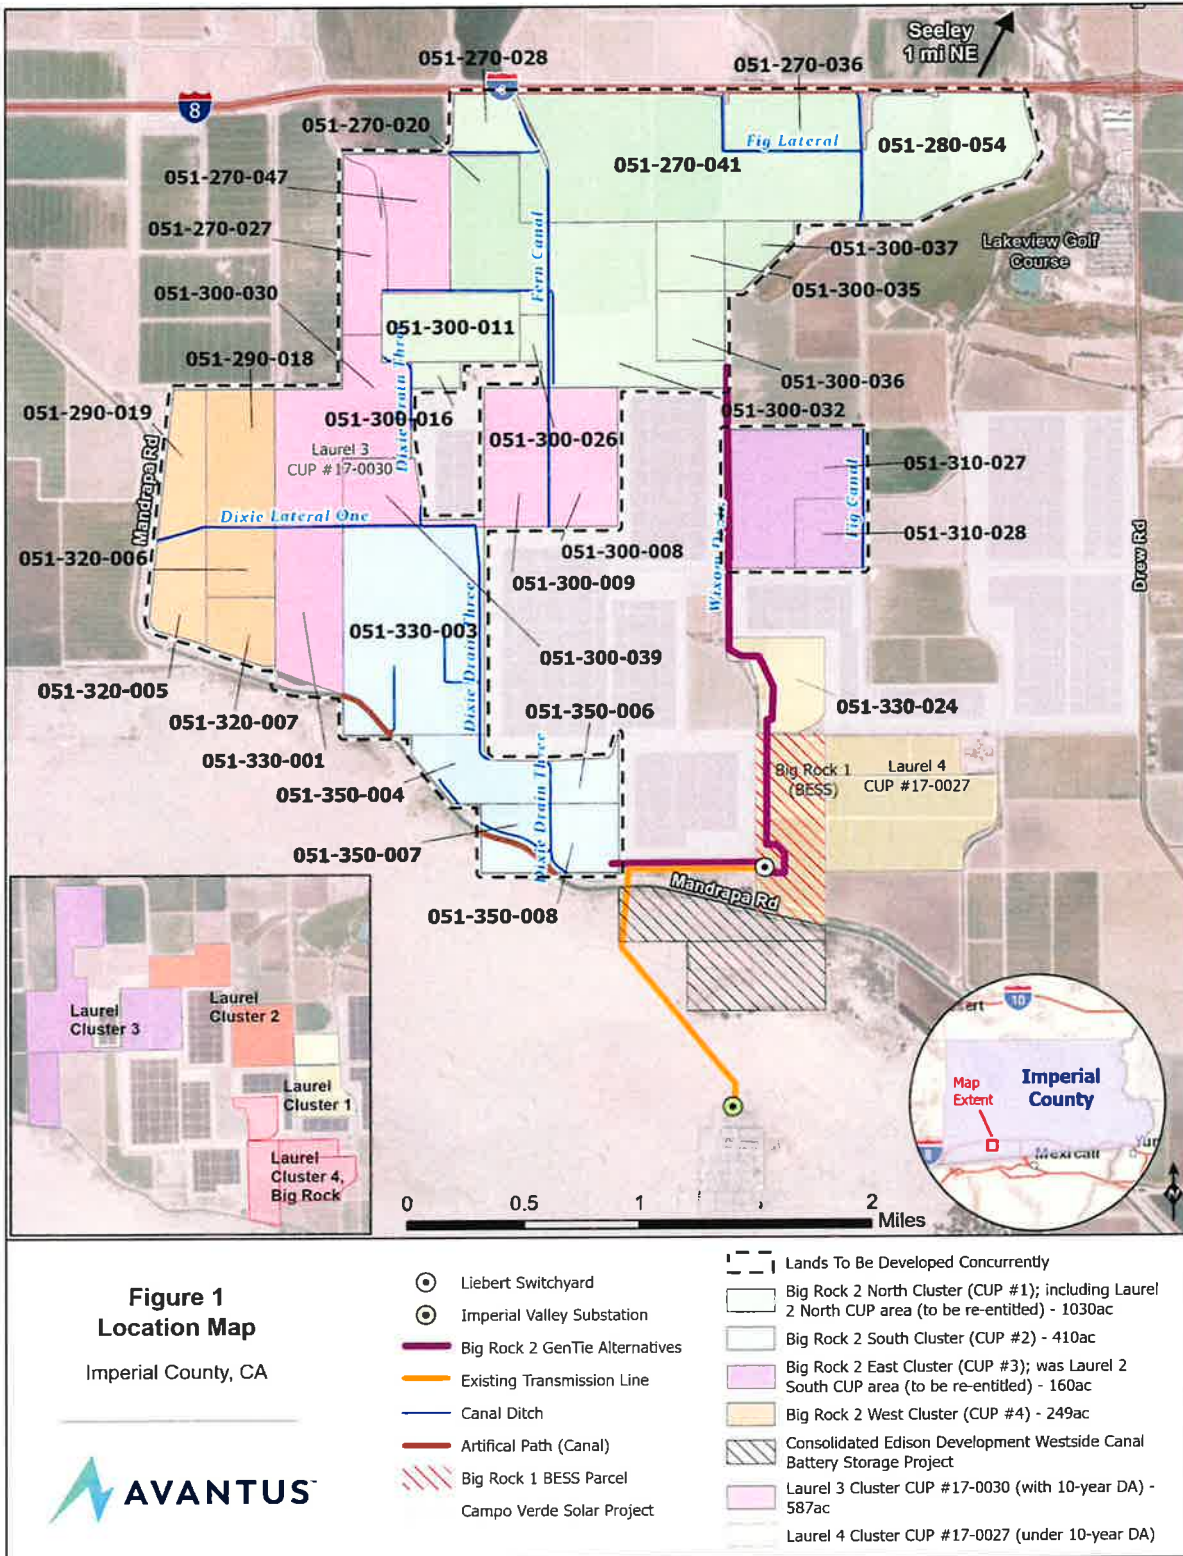 Seeley
1 mi NE
051-270-028
051-270-036
8
8
051-270-020
Fig Lateral
051-280-054
051-270-041
051-270-047
051-270-027
Fern Canal
051-300-037
Lakeview Golf
Course
051-300-030
051-300-035
051-300-011
051-290-018
Dixie Drain Three
051-300-036
051-290-019
051-300-016
051-300-032
051-300-026
Laurel 3
CUP #17-0030
051-310-027
Fig Canal
Mandrapa Rd
Dixie Lateral One
051-310-028
Drew Rd
051-320-006
051-300-008
051-300-009
051-330-003
Dixie Drain Three
051-300-039
051-320-005
051-320-007
051-350-006
051-330-024
051-330-001
Big Rock 1
(BESS)
Laurel 4
CUP #17-0027
051-350-004
Dixie Drain Three
051-350-007
Mandrapa Rd
051-350-008
Laurel
Cluster 3
Laurel
Cluster 2
Laurel
Cluster 1
Laurel
Cluster 4,
Big Rock
10
Map
Extent
Imperial
County
8
Mexicali
N
0
0.5
1
2
Miles
Figure 1
Location Map
Imperial County, CA
AVANTUS
Liebert Switchyard
Imperial Valley Substation
Big Rock 2 GenTie Alternatives
Existing Transmission Line
Canal Ditch
Artifical Path (Canal)
Big Rock 1 BESS Parcel
Campo Verde Solar Project
Lands To Be Developed Concurrently
Big Rock 2 North Cluster (CUP #1); including Laurel
2 North CUP area (to be re-entitled) - 1030ac
Big Rock 2 South Cluster (CUP #2) - 410ac
Big Rock 2 East Cluster (CUP #3); was Laurel 2
South CUP area (to be re-entitled) - 160ac
Big Rock 2 West Cluster (CUP #4) - 249ac
Consolidated Edison Development Westside Canal
Battery Storage Project
Laurel 3 Cluster CUP #17-0030 (with 10-year DA) -
587ac
Laurel 4 Cluster CUP #17-0027 (under 10-year DA)